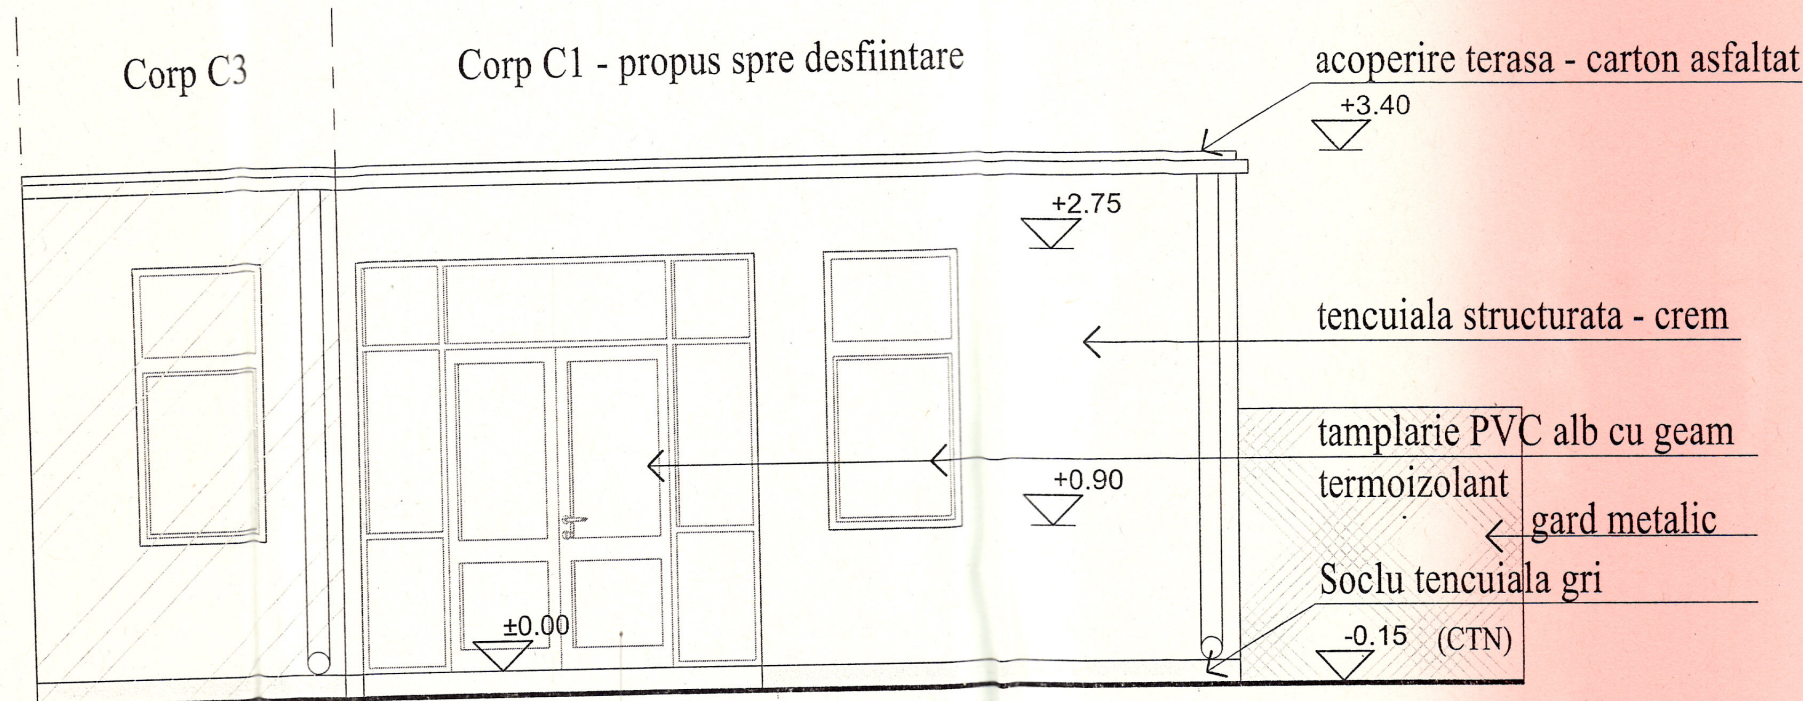 Corp C3
Corp C1 - propus spre desfiintare
acoperire terasa - carton asfaltat
+3.40
+2.75
tencuiala structurata - crem
tamplarie PVC alb cu geam
termoizolant
+0.90
gard metalic
Soclu tencuiala gri
±0.00
-0.15 (CTN)